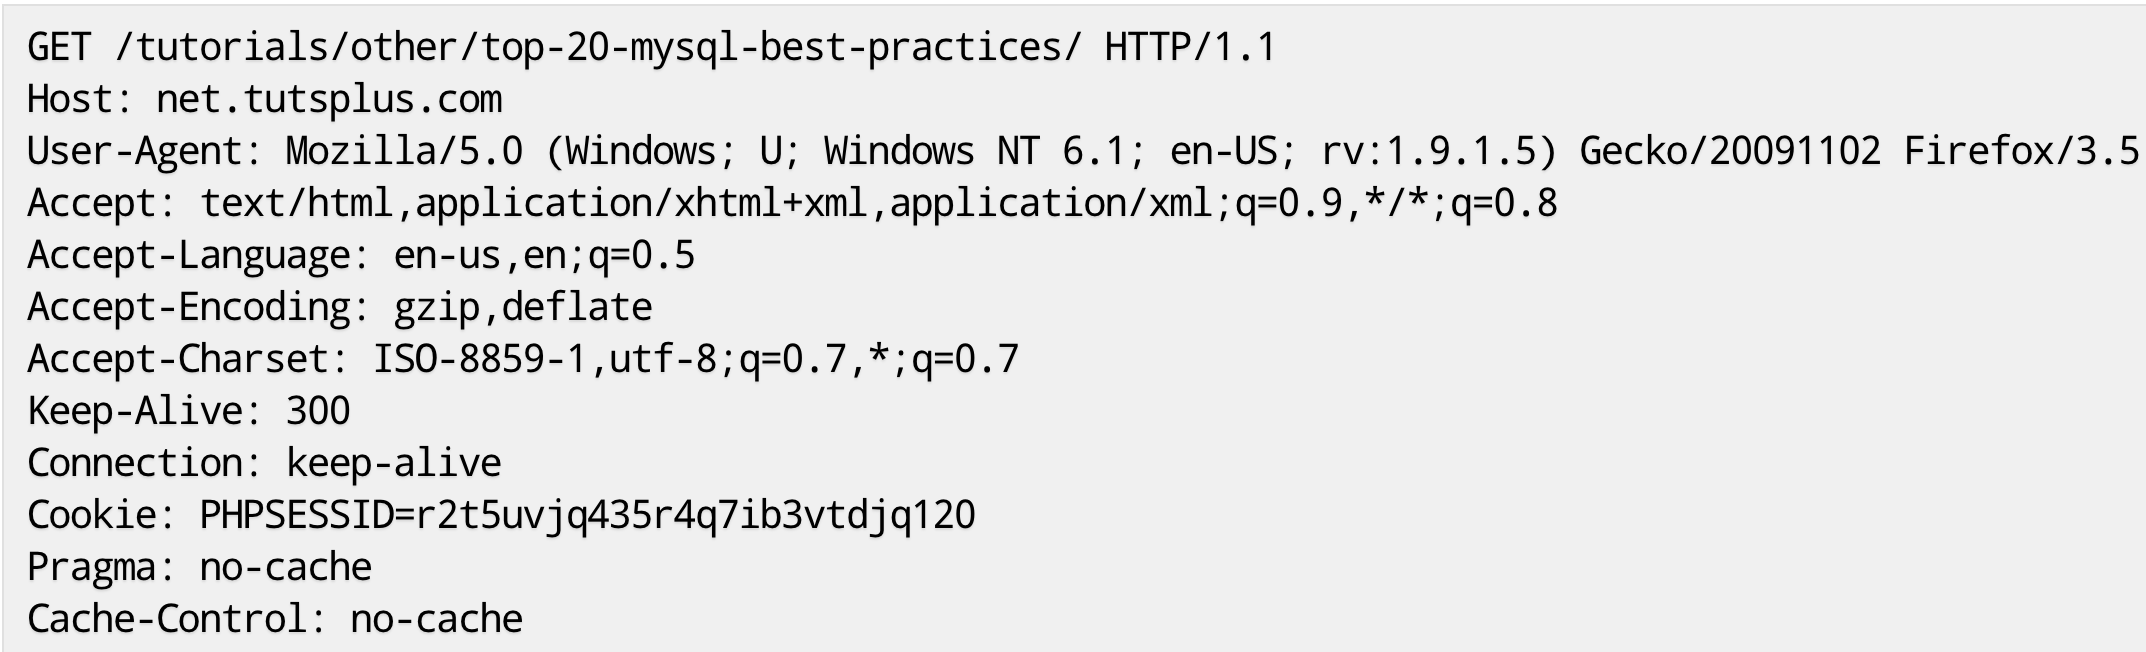 GET /tutorials/other/top-20-mysql-best-practices/ HTTP/1.1
Host: net.tutsplus.com
User-Agent: Mozilla/5.0 (Windows; U; Windows NT 6.1; en-US; rv:1.9.1.5) Gecko/20091102 Firefox/3.5
Accept: text/html,application/xhtml+xml,application/xml;q=0.9,*/*;q=0.8
Accept-Language: en-us,en;q=0.5
Accept-Encoding: gzip,deflate
Accept-Charset: ISO-8859-1,utf-8;q=0.7,*;q=0.7
Keep-Alive: 300
Connection: keep-alive
Cookie: PHPSESSID=r2t5uvjq435r4q7ib3vtdjq120
Pragma: no-cache
Cache-Control: no-cache